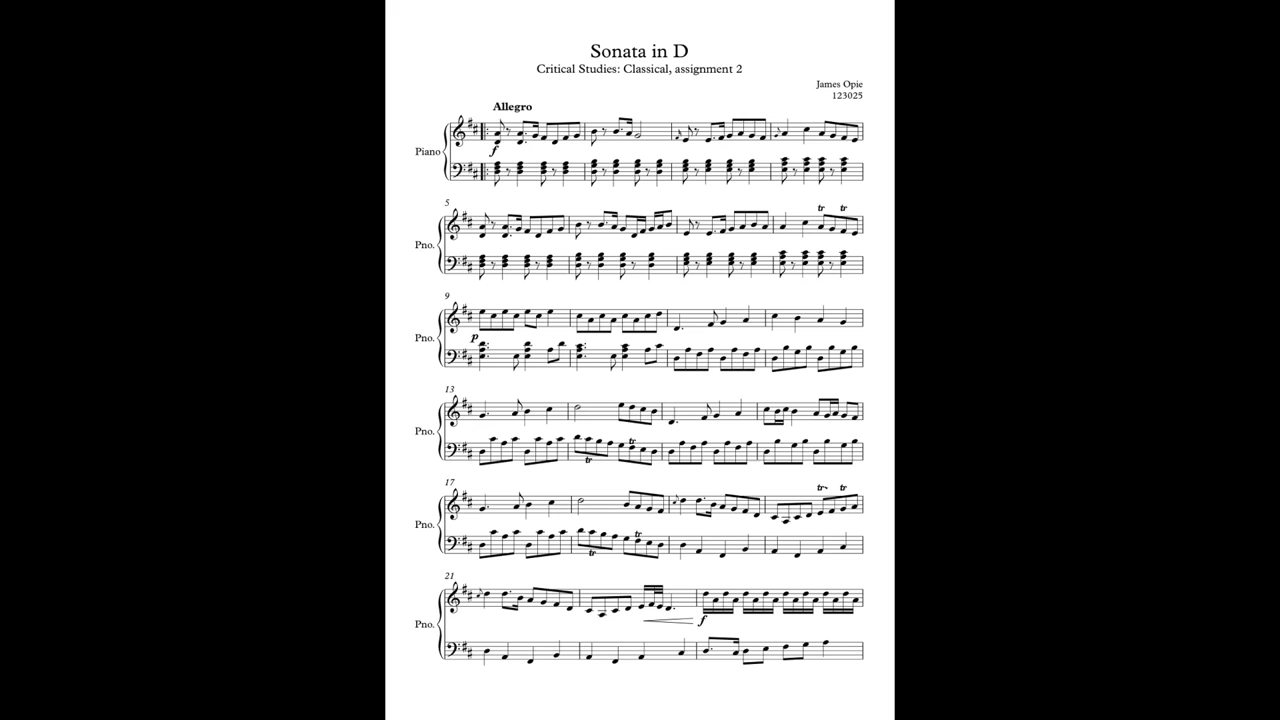 Sonata in D
Critical Studies: Classical, assignment 2
James Opie
123025
Allegro
Piano
f
5
tr tr
Pno.
9
p
Pno.
13
Pno.
tr
tr
17
tr tr
Pno.
tr
tr
21
Pno.
f